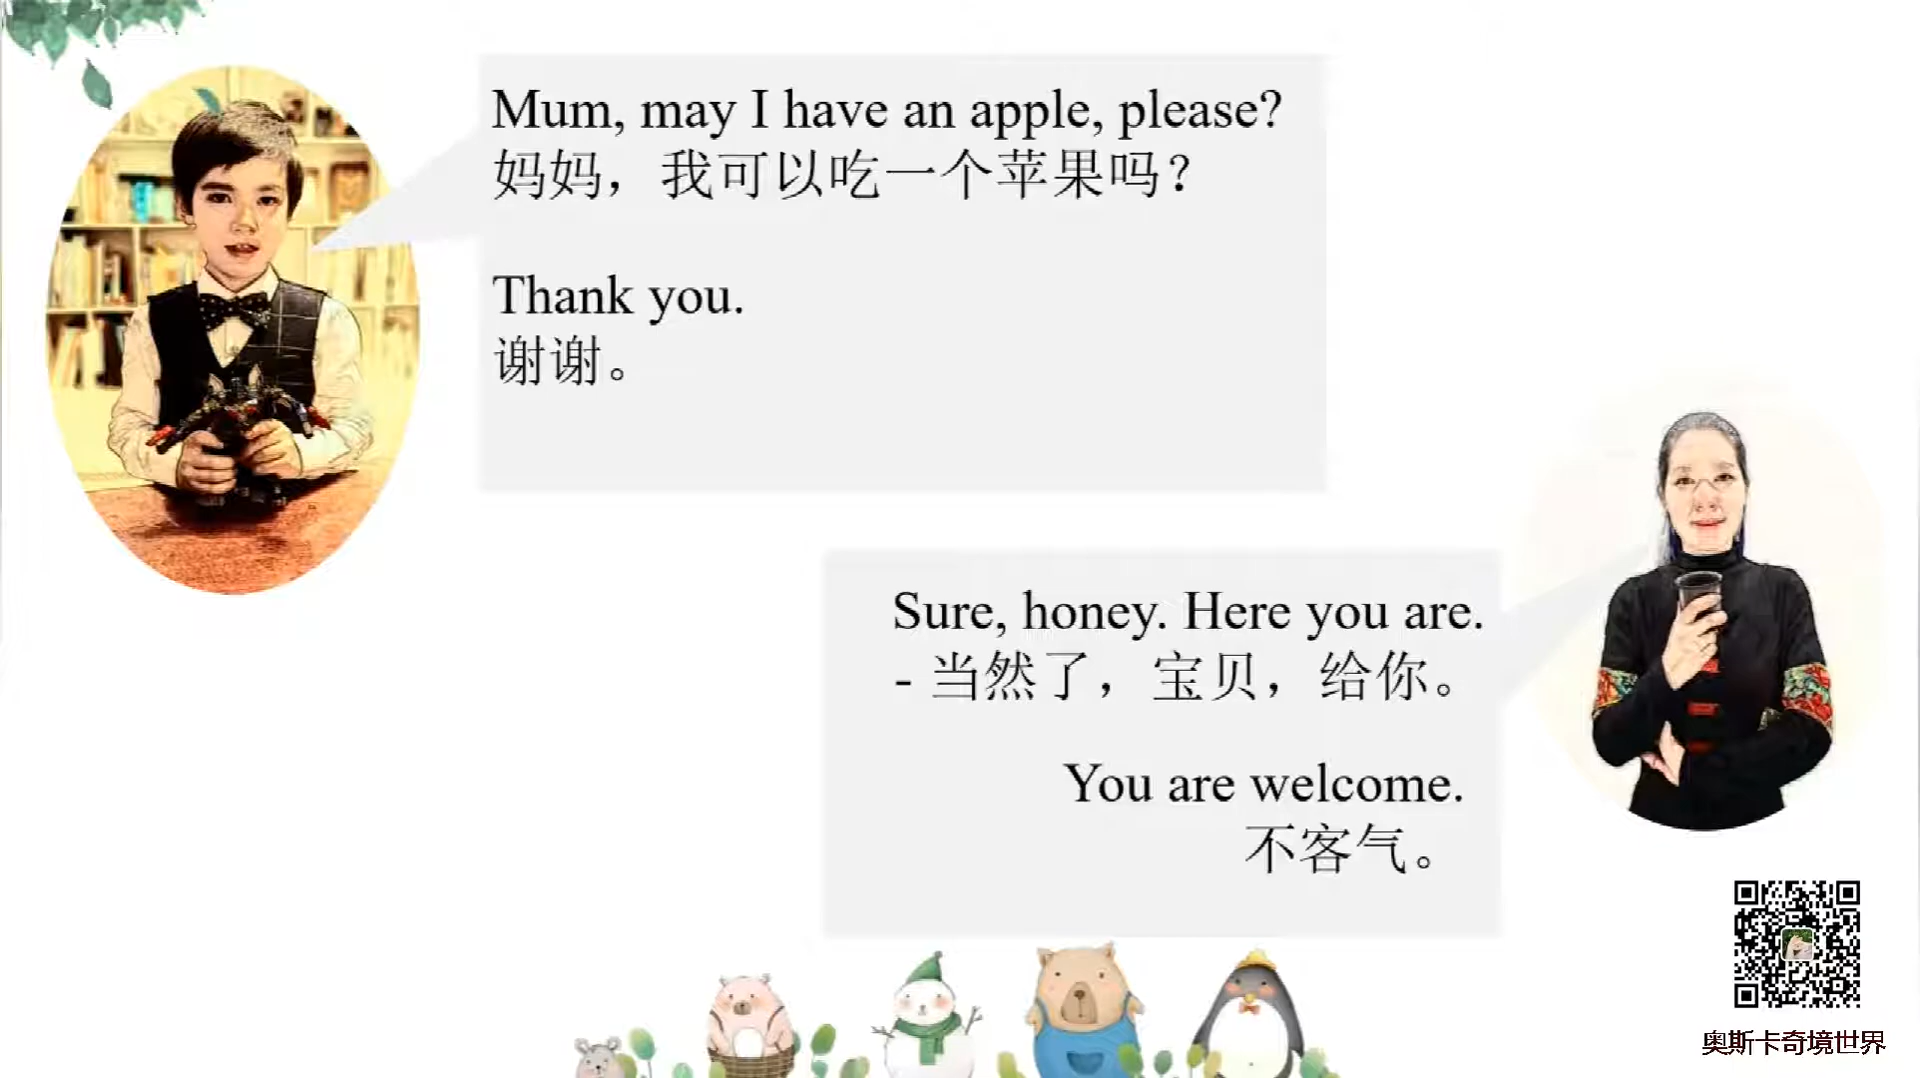 Mum, may I have an apple, please?
妈妈，我可以吃一个苹果吗？
Thank you.
谢谢。
Sure, honey. Here you are.
- 当然了，宝贝，给你。
You are welcome.
不客气。
奥斯卡奇境世界